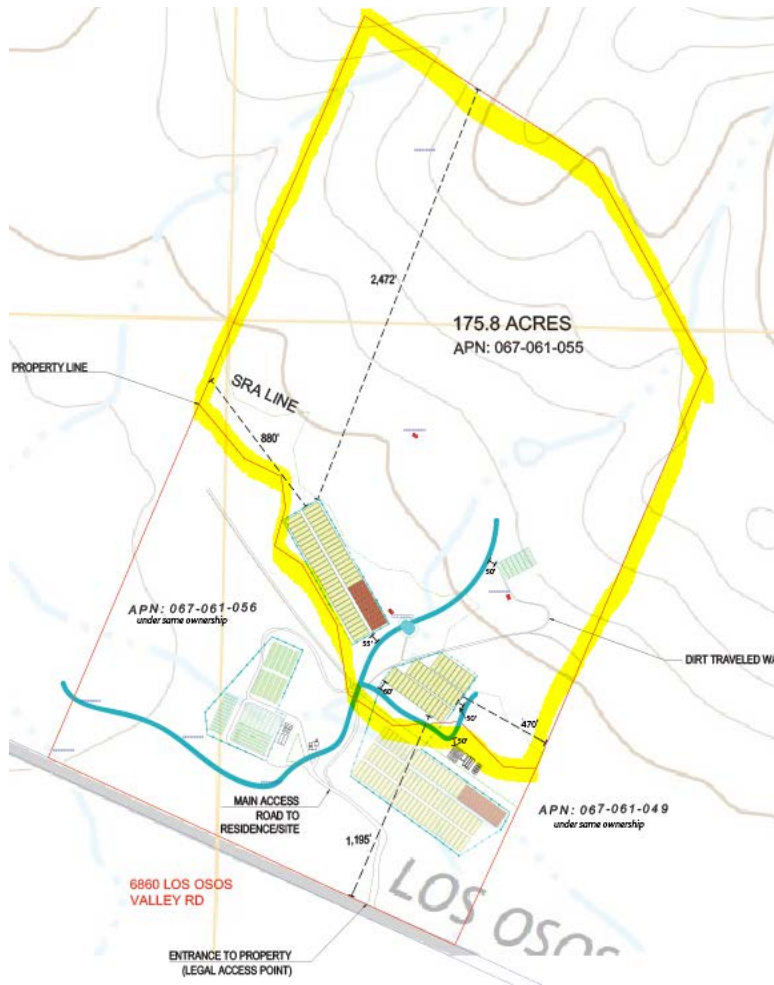 2,472'
175.8 ACRES
APN: 067-061-055
PROPERTY LINE
SRA LINE
880'
50'
APN: 067-061-056
under same ownership
55'
DIRT TRAVELED WA
60'
50'
470'
50'
MAIN ACCESS
ROAD TO
RESIDENCE/SITE
APN: 067-061-049
under same ownership
1,195'
LOS OSOS
6860 LOS OSOS
VALLEY RD
ENTRANCE TO PROPERTY
(LEGAL ACCESS POINT)